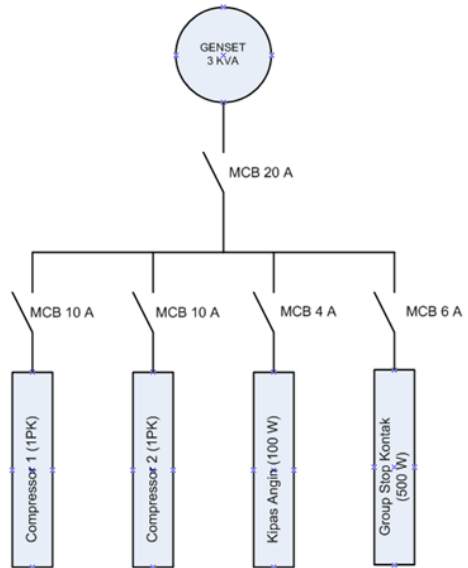 GENSET
3 KVA
MCB 20 A
MCB 10 A
MCB 10 A
MCB 4 A
MCB 6 A
Compressor 1 (1PK)
Compressor 2 (1PK)
Kipas Angin (100 W)
Group Stop Kontak
(500 W)